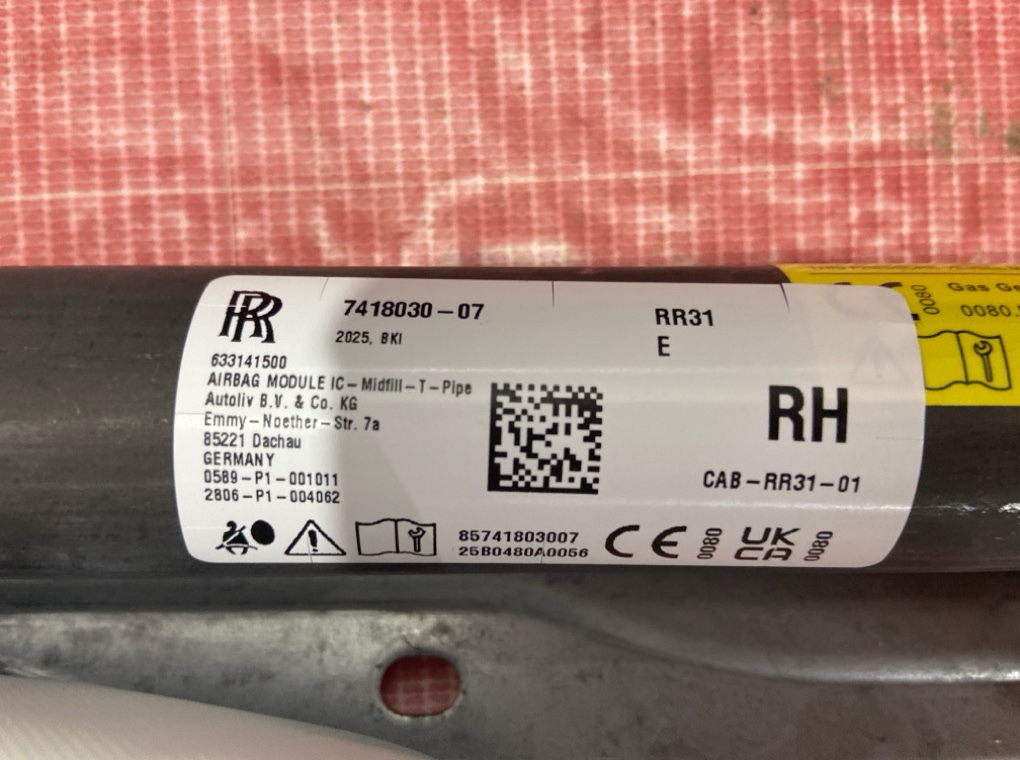 RR
7418030-07
2025, BKI
RR31
E
633141500
AIRBAG MODULE IC-Midfill-T-Pipe
Autoliv B.V. & Co. KG
Emmy-Noether-Str. 7a
85221 Dachau
GERMANY
0589-P1-001011
2806-P1-004062
RH
CAB-RR31-01
85741803007
25B0480A0056
CE 0080
UK CA 0080
0080
Gas
0080.